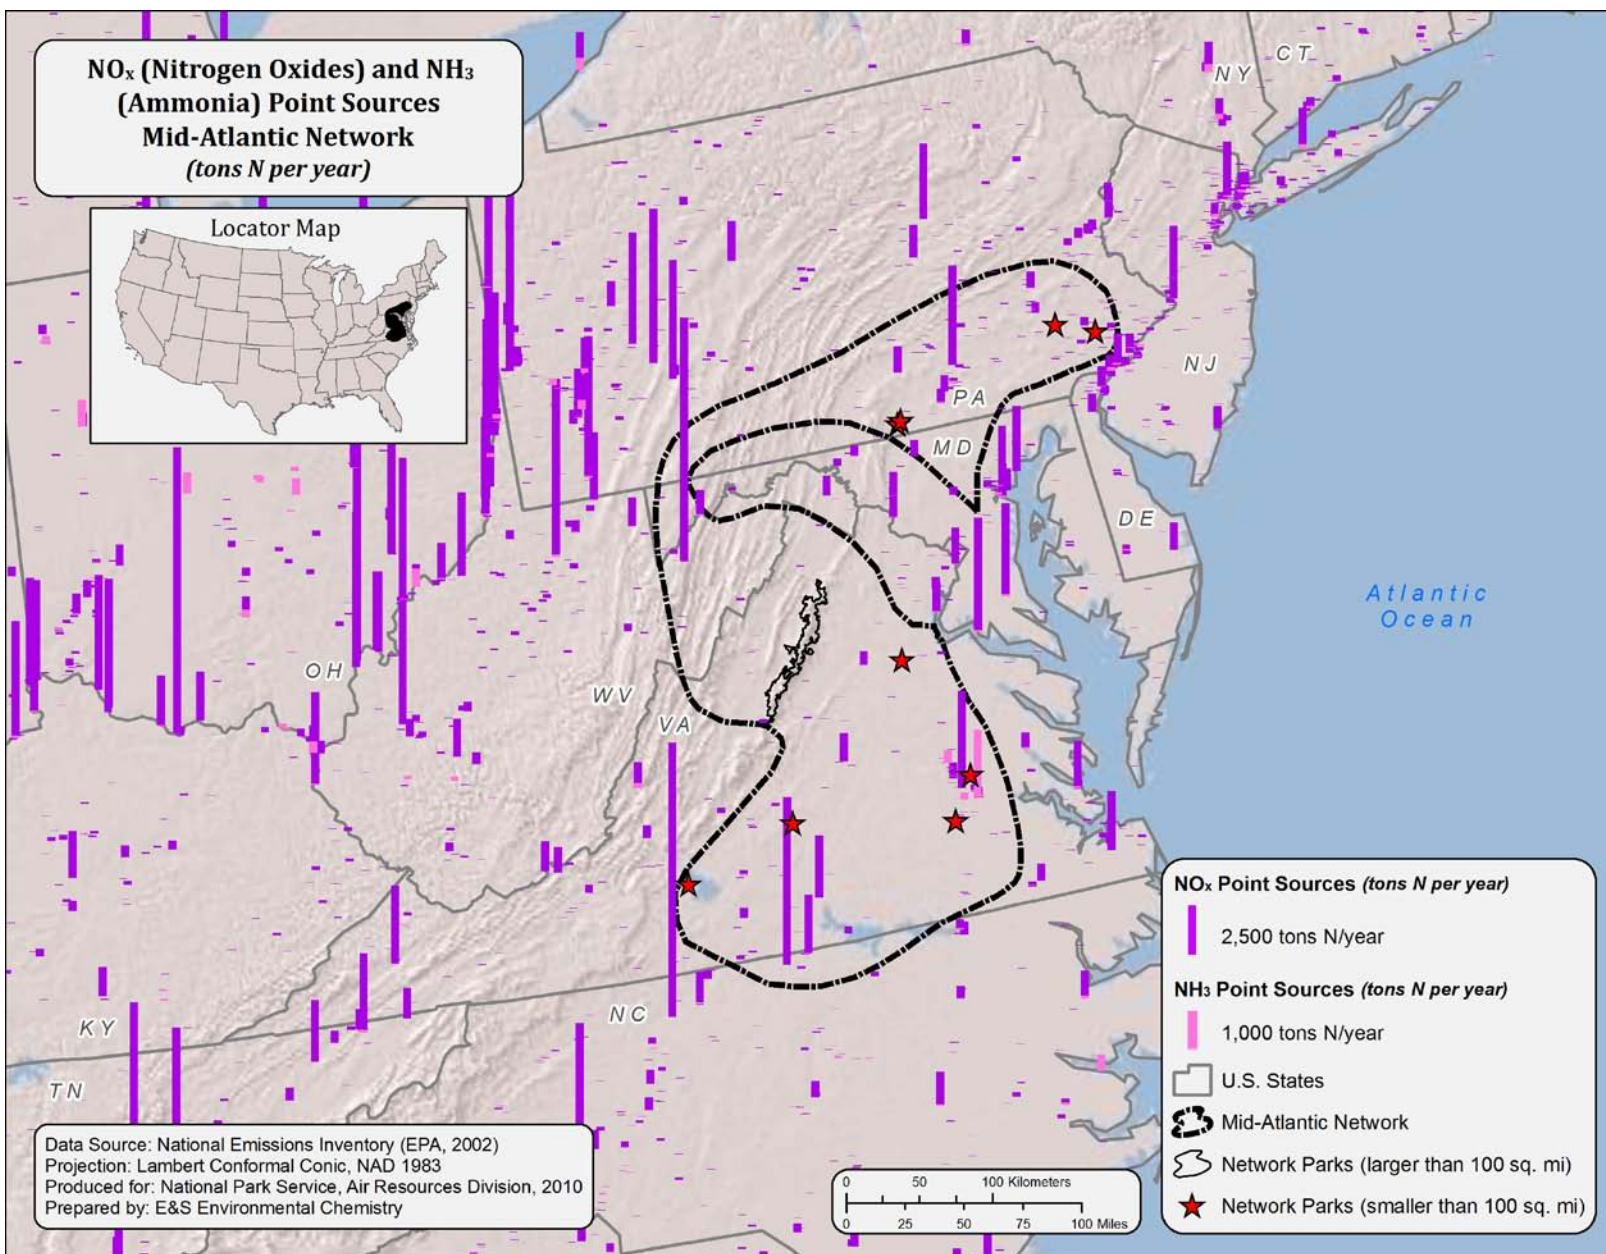 NOx (Nitrogen Oxides) and NH3
(Ammonia) Point Sources
Mid-Atlantic Network
(tons N per year)
Locator Map
CT
NY
NJ
PA
MD
DE
Atlantic
Ocean
OH
WV
VA
NC
KY
TN
NOx Point Sources (tons N per year)
2,500 tons N/year
NH3 Point Sources (tons N per year)
1,000 tons N/year
U.S. States
Mid-Atlantic Network
Network Parks (larger than 100 sq. mi)
Network Parks (smaller than 100 sq. mi)
Data Source: National Emissions Inventory (EPA, 2002)
Projection: Lambert Conformal Conic, NAD 1983
Produced for: National Park Service, Air Resources Division, 2010
Prepared by: E&S Environmental Chemistry
0 50 100 Kilometers
0 25 50 75 100 Miles